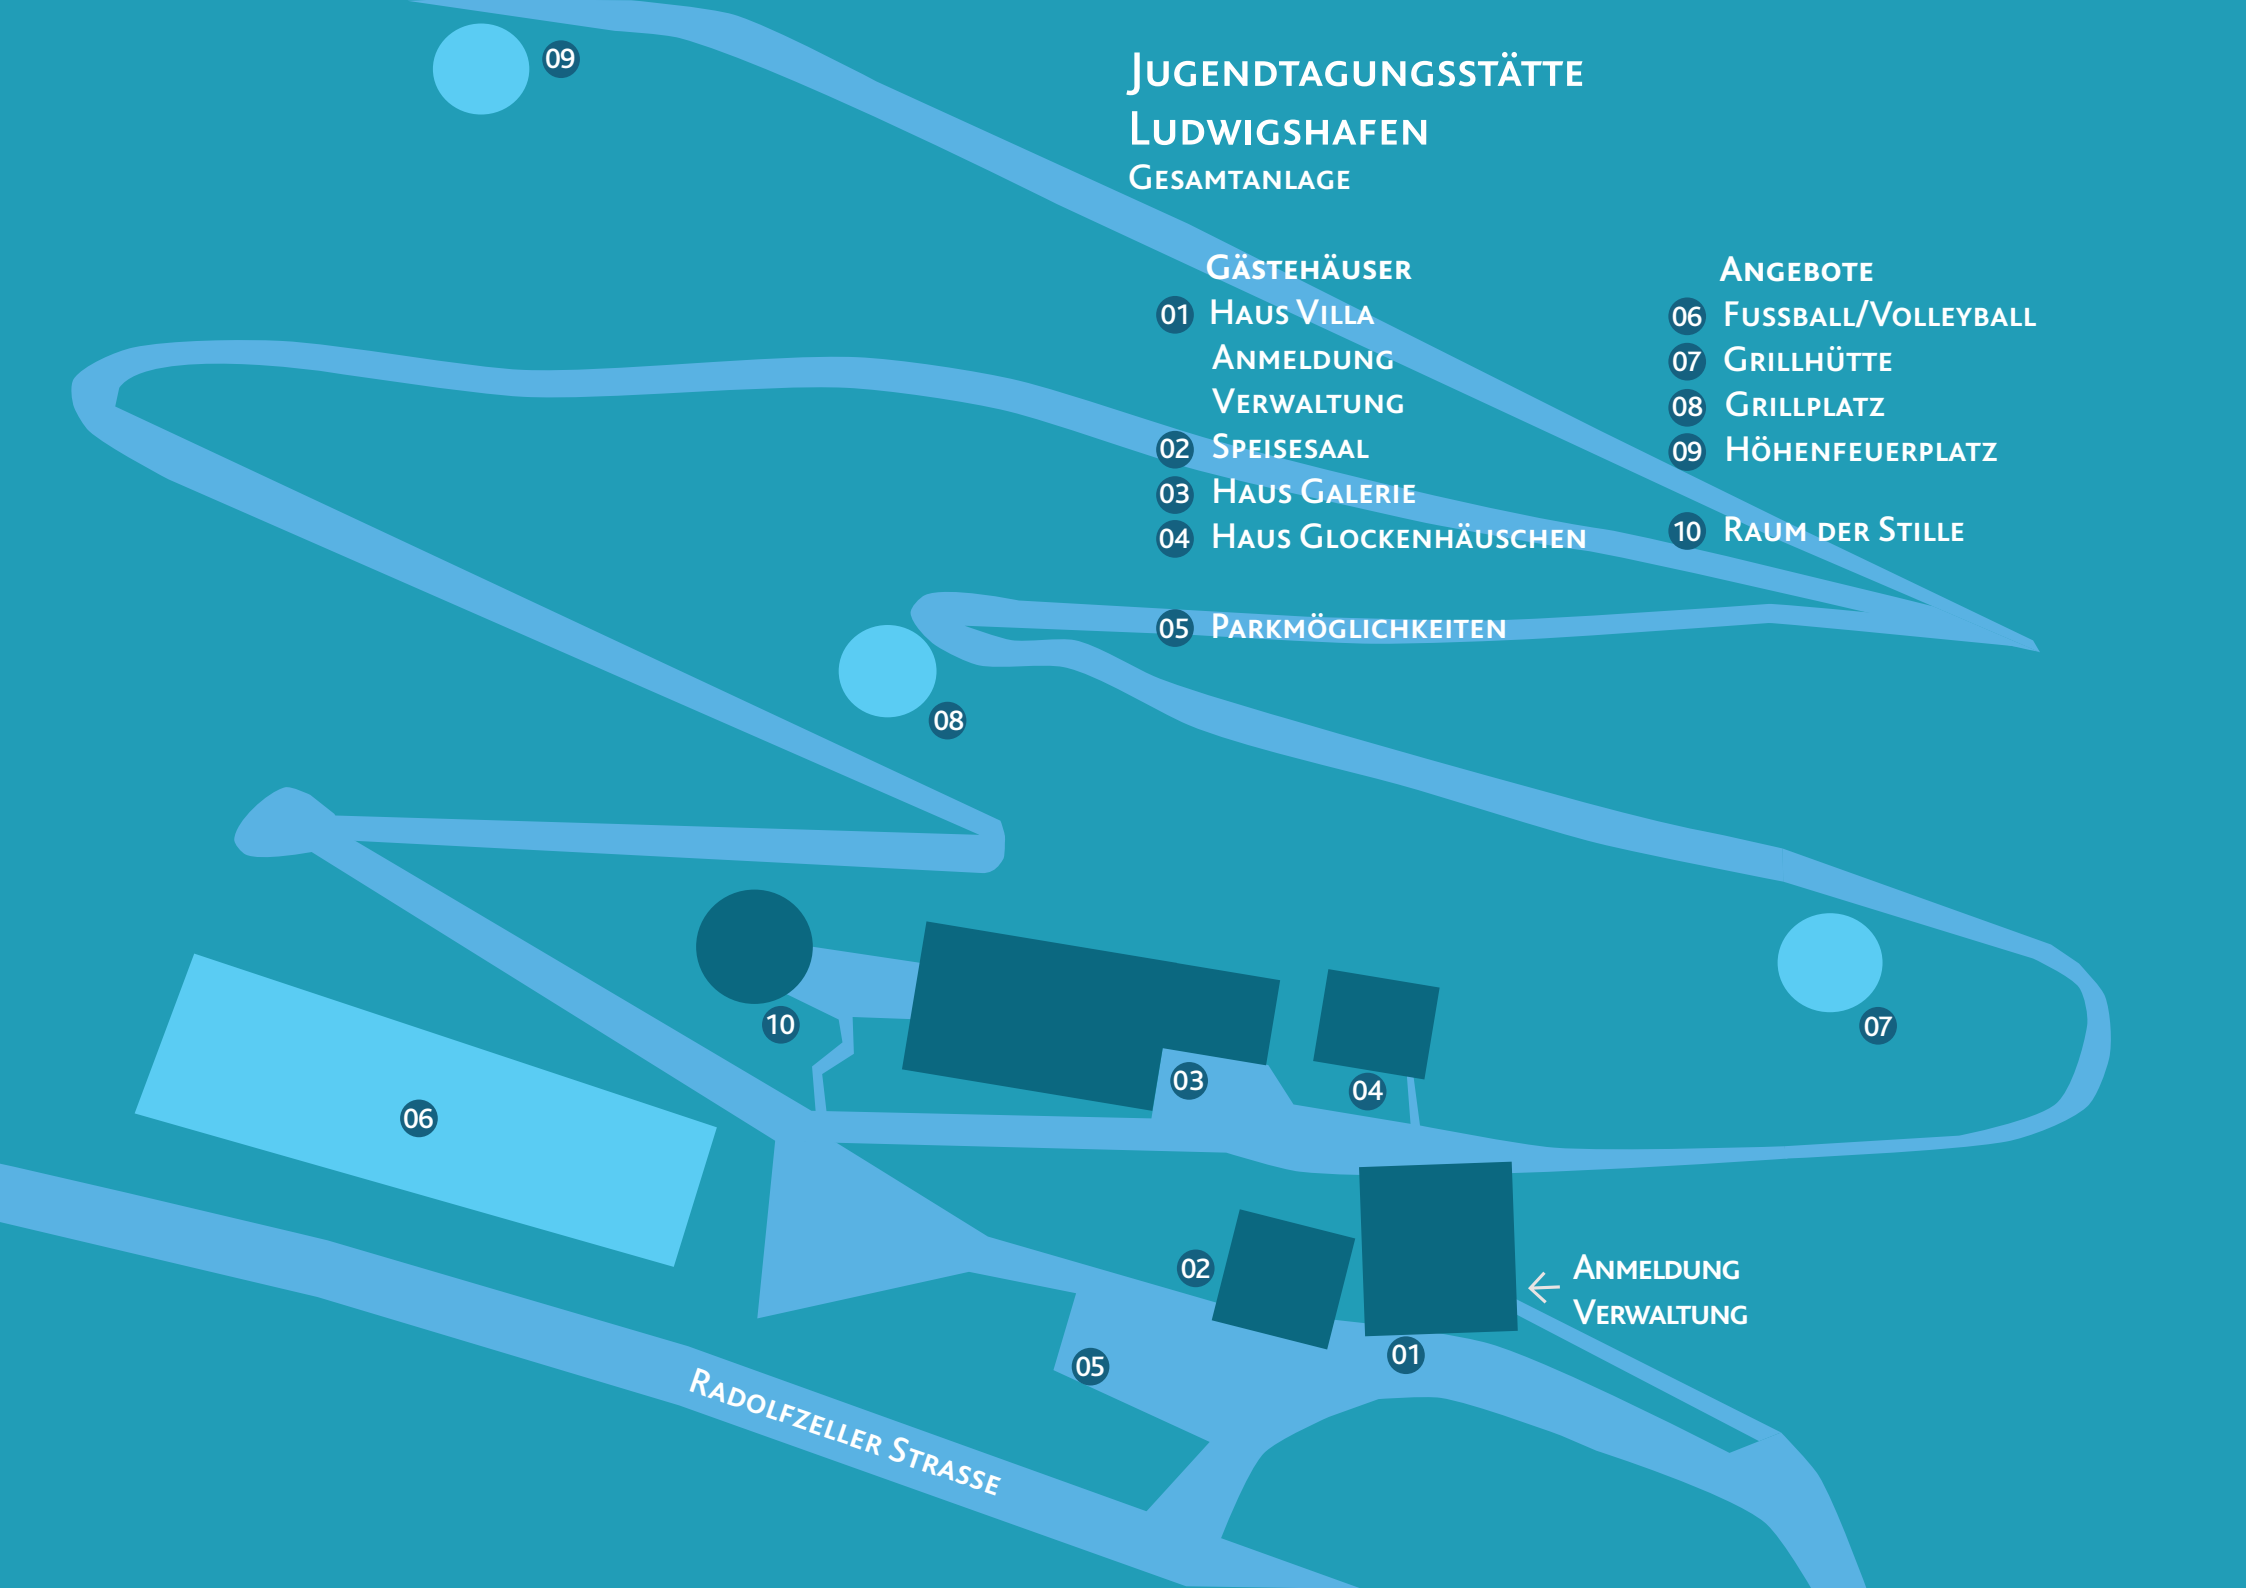 Jugendtagungsstätte
Ludwigshafen
Gesamtanlage
Gästehäuser
01 Haus Villa
Anmeldung
Verwaltung
02 Speisesaal
03 Haus Galerie
04 Haus Glockenhäuschen
05 Parkmöglichkeiten
Angebote
06 Fussball/Volleyball
07 Grillhütte
08 Grillplatz
09 Höhenfeuerplatz
10 Raum der Stille
09
08
10
03
04
07
06
02
Anmeldung
Verwaltung
01
05
Radolfzeller Strasse